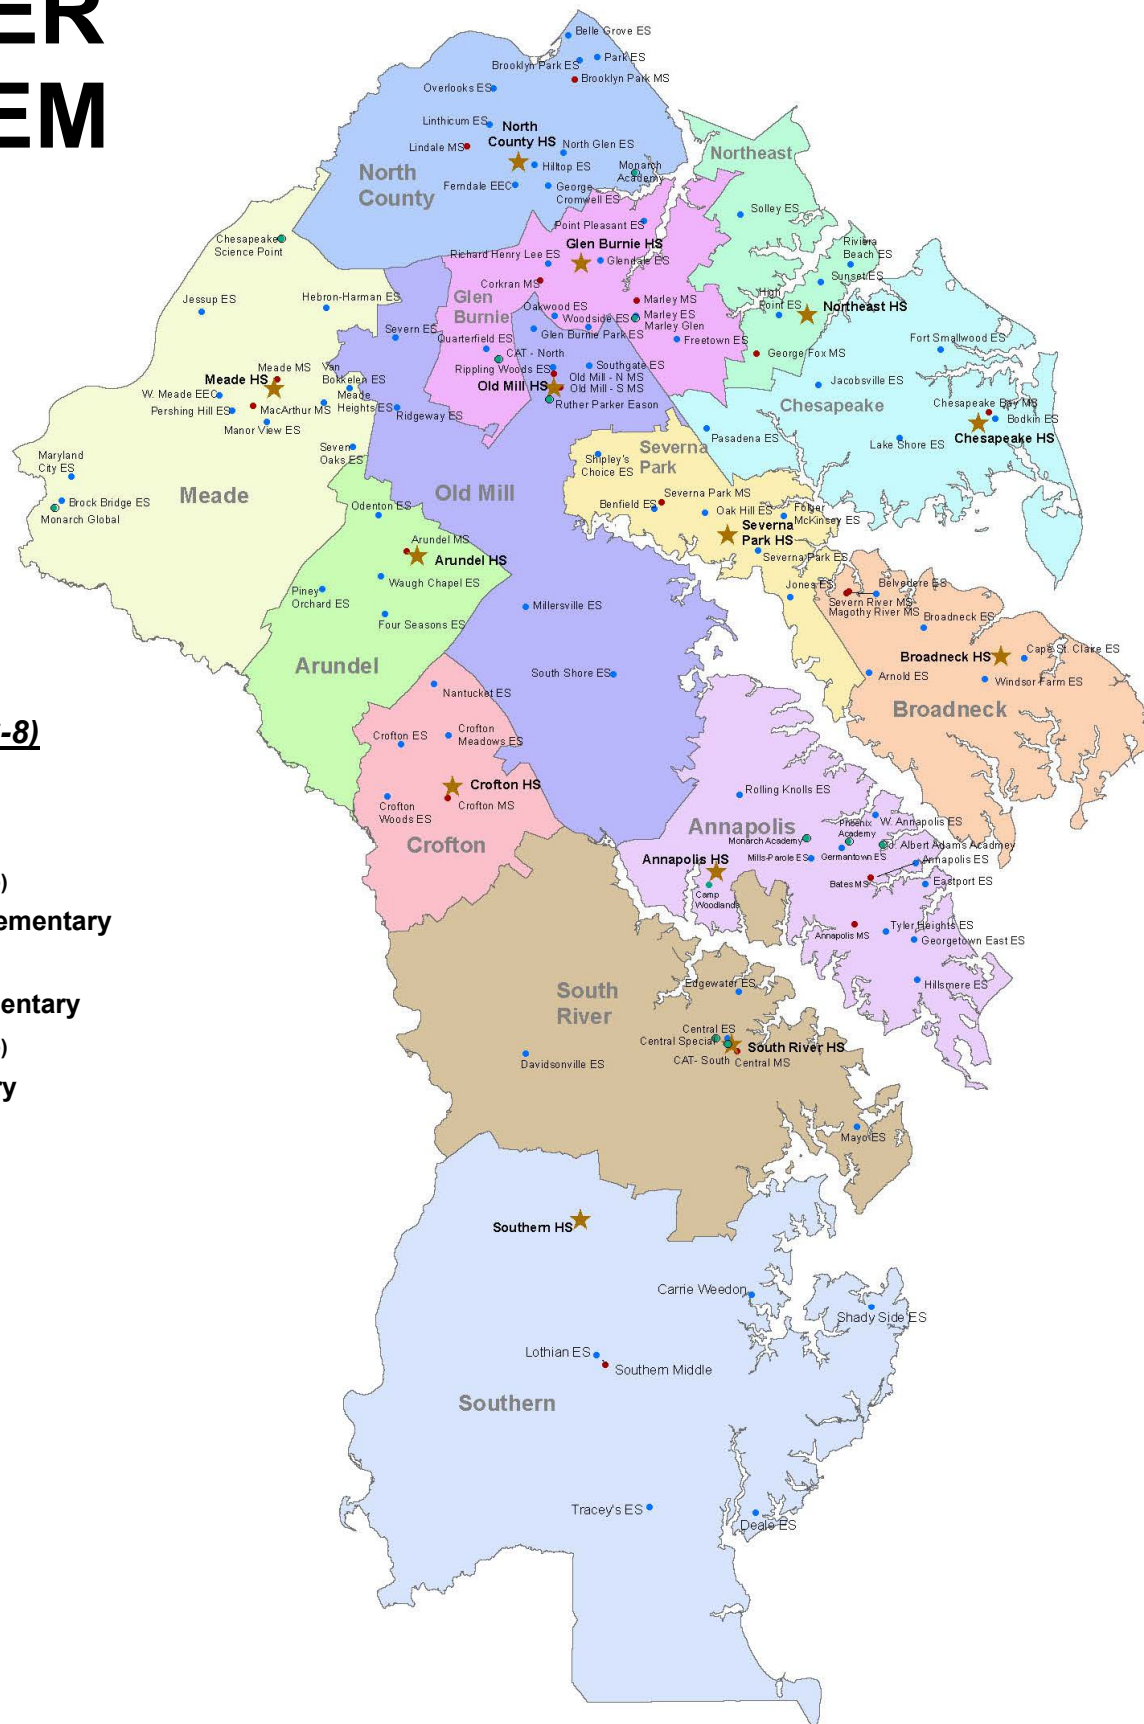 ER
EM
-8)
)
ementary
entary
)
ry
Belle Grove ES
Park ES
Brooklyn Park ES
Brooklyn Park MS
Overlooks ES
Linthicum ES
North
County HS
Lindale MS
North Glen ES
Hilltop ES
Monarch
Academy
Ferndale EEC
George
Cromwell ES
North
County
Northeast
Solley ES
Riviera
Beach ES
Sunset ES
High
Point ES
Northeast HS
George Fox MS
Point Pleasant ES
Glen Burnie HS
Richard Henry Lee ES
Glendale ES
Corkran MS
Glen
Burnie
Marley MS
Oakwood ES
Woodside ES
Marley ES
Marley Glen
Glen Burnie Park ES
Freetown ES
Quarterfield ES
CAT - North
Rippling Woods ES
Southgate ES
Old Mill - N MS
Old Mill HS
Old Mill - S MS
Ruther Parker Eason
Chesapeake
Science Point
Jessup ES
Hebron-Harman ES
Severn ES
Meade MS
Meade HS
Van
Bokkelen ES
W. Meade EEC
Meade
Heights ES
Pershing Hill ES
MacArthur MS
Manor View ES
Ridgeway ES
Seven
Oaks ES
Maryland
City ES
Brock Bridge ES
Monarch Global
Meade
Old Mill
Fort Smallwood ES
Jacobsville ES
Chesapeake
Chesapeake Bay MS
Bodkin ES
Chesapeake HS
Lake Shore ES
Pasadena ES
Severna
Park
Shipley's
Choice ES
Severna Park MS
Benfield ES
Oak Hill ES
Folger
McKinsey ES
Severna
Park HS
Severna Park ES
Jones ES
Odenton ES
Arundel MS
Arundel HS
Waugh Chapel ES
Piney
Orchard ES
Four Seasons ES
Arundel
Millersville ES
South Shore ES
Belvedere ES
Severn River MS
Magothy River MS
Broadneck ES
Broadneck HS
Cape St. Claire ES
Arnold ES
Windsor Farm ES
Broadneck
Nantucket ES
Crofton ES
Crofton
Meadows ES
Crofton HS
Crofton MS
Crofton
Woods ES
Crofton
Rolling Knolls ES
Annapolis
W. Annapolis ES
Phoenix
Academy
Monarch Academy
J. Albert Adams Acadmey
Annapolis HS
Mills-Parole ES
Germantown ES
Annapolis ES
Bates MS
Eastport ES
Camp
Woodlands
Annapolis MS
Tyler Heights ES
Georgetown East ES
Hillsmere ES
South
River
Edgewater ES
Central ES
Central Special
South River HS
CAT- South
Central MS
Davidsonville ES
Mayo ES
Southern HS
Carrie Weedon
Shady Side ES
Lothian ES
Southern Middle
Southern
Tracey's ES
Deale ES